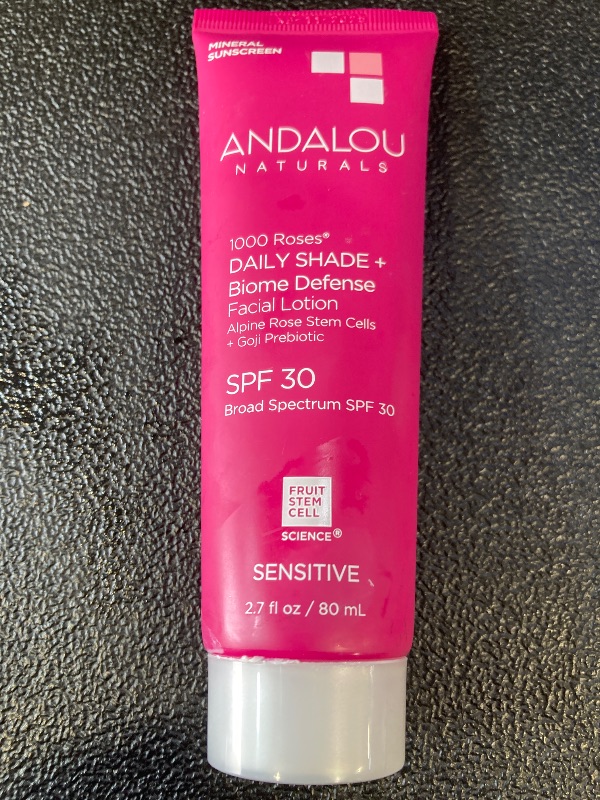 MINERAL
SUNSCREEN
ANDALOU
NATURALS
1000 Roses®
DAILY SHADE +
Biome Defense
Facial Lotion
Alpine Rose Stem Cells
+ Goji Prebiotic
SPF 30
Broad Spectrum SPF 30
FRUIT
STEM
CELL
SCIENCE®
SENSITIVE
2.7 fl oz / 80 mL